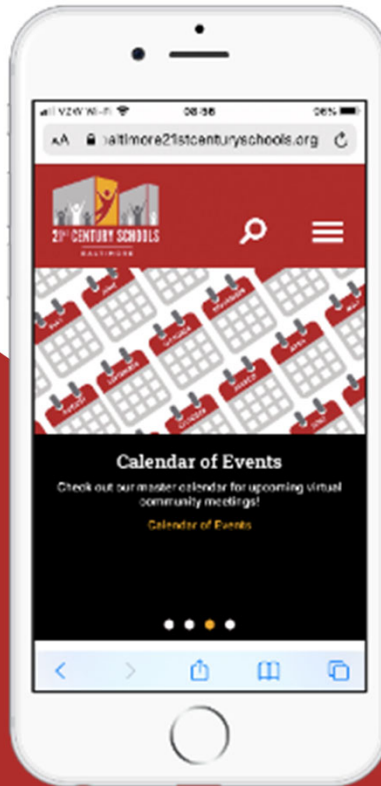 VZW Wi-Fi 08:56 96%
AA baltimore21stcenturyschools.org
21ST CENTURY SCHOOLS
BALTIMORE
Calendar of Events
Check out our master calendar for upcoming virtual
community meetings!
Calendar of Events